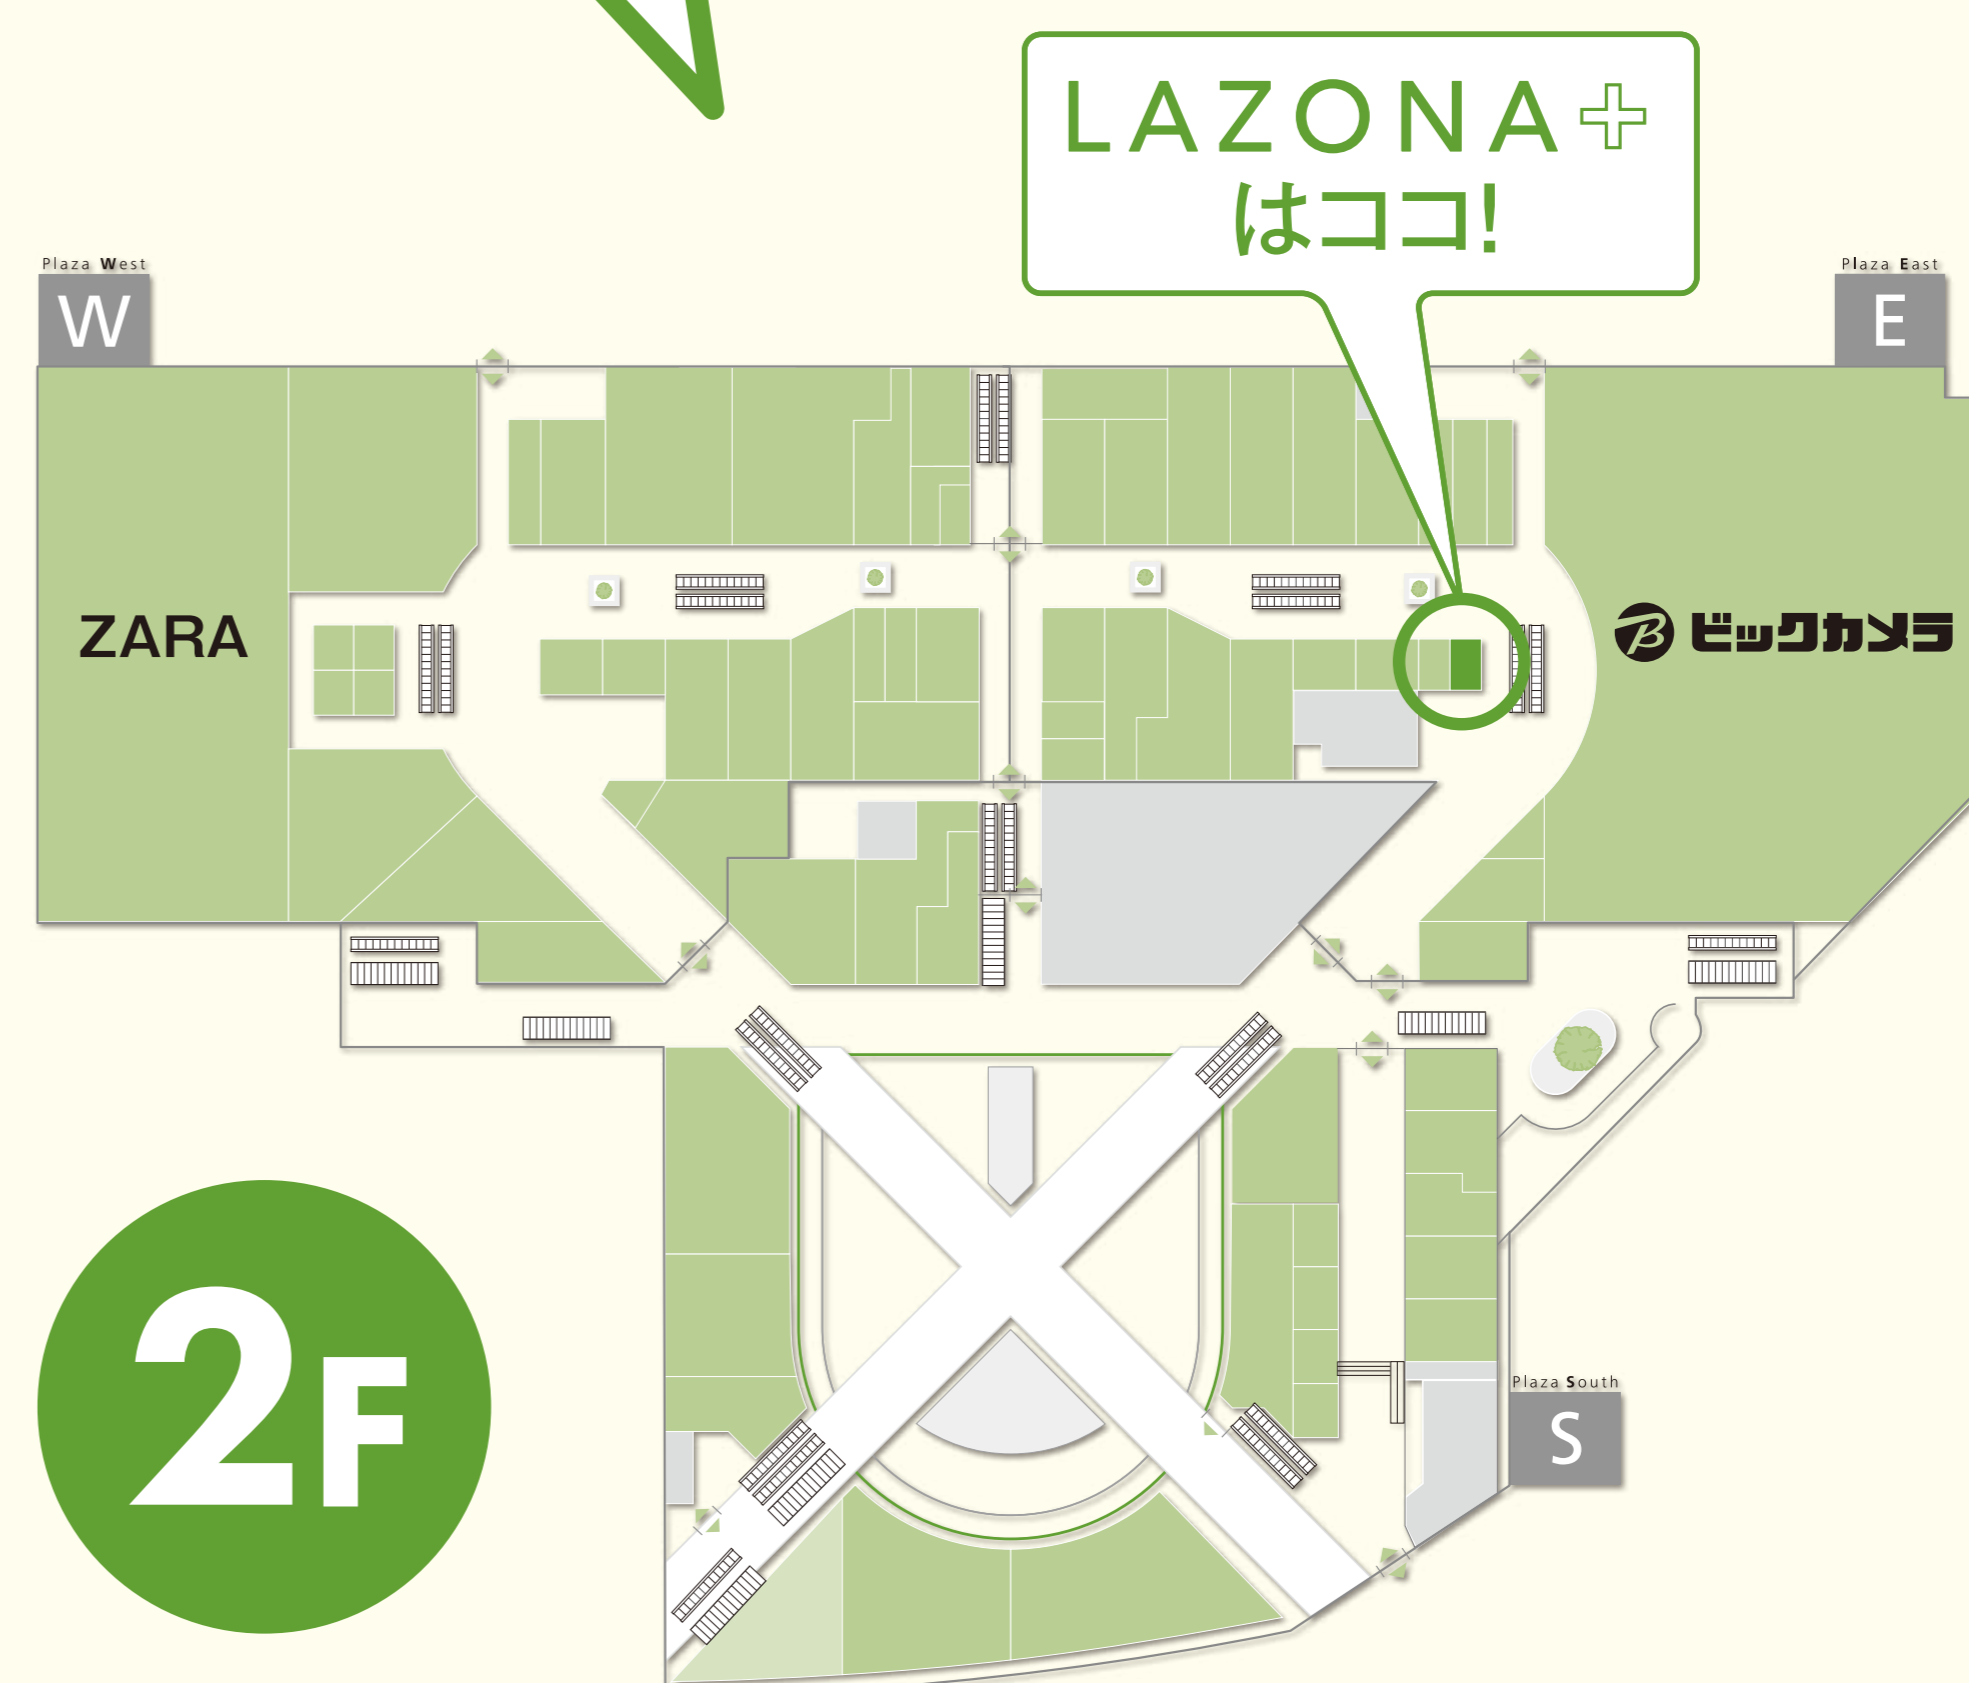 LAZONA+
はココ!
Plaza West
W
Plaza East
E
ZARA
B ビックカメラ
2F
Plaza South
S